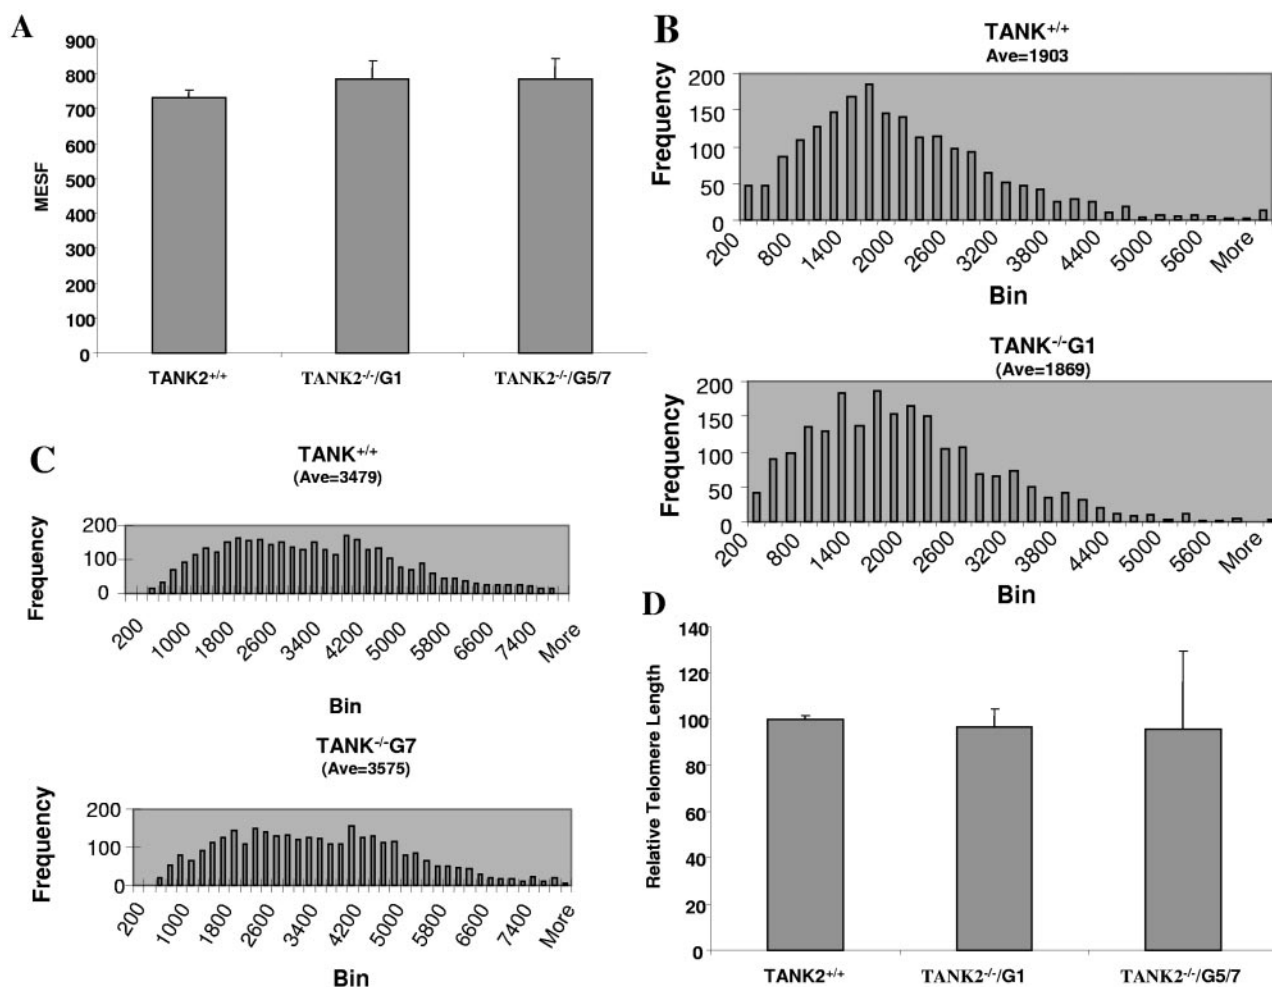 A
900
800
700
600
500
400
300
200
100
0
MESF
TANK2+/+
TANK2-/-/G1
TANK2-/-/G5/7
B
TANK+/+
Ave=1903
Frequency
200
150
100
50
0
200
800
1400
2000
2600
3200
3800
4400
5000
5600
More
Bin
TANK-/-G1
(Ave=1869)
Frequency
200
150
100
50
0
200
800
1400
2000
2600
3200
3800
4400
5000
5600
More
Bin
C
TANK+/+
(Ave=3479)
Frequency
200
100
0
200
1000
1800
2600
3400
4200
5000
5800
6600
7400
More
Bin
TANK-/-G7
(Ave=3575)
Frequency
200
100
0
200
1000
1800
2600
3400
4200
5000
5800
6600
7400
More
Bin
D
Relative Telomere Length
140
120
100
80
60
40
20
0
TANK2+/+
TANK2-/-/G1
TANK2-/-/G5/7